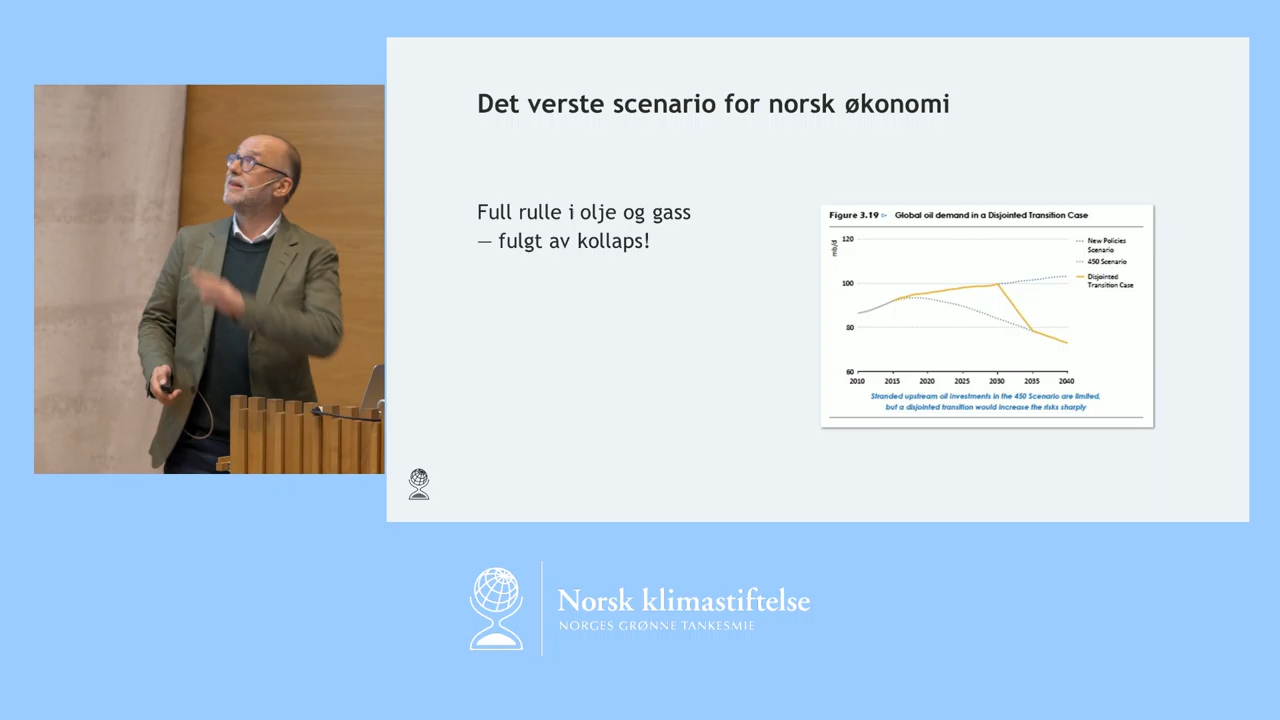 Det verste scenario for norsk økonomi
Full rulle i olje og gass
— fulgt av kollaps!
Figure 3.19 ▻ Global oil demand in a Disjointed Transition Case
mb/d
120
100
80
60
2010 2015 2020 2025 2030 2035 2040
New Policies
Scenario
450 Scenario
Disjointed
Transition Case
Stranded upstream oil investments in the 450 Scenario are limited,
but a disjointed transition would increase the risks sharply
Norsk klimastiftelse
NORGES GRØNNE TANKESMIE